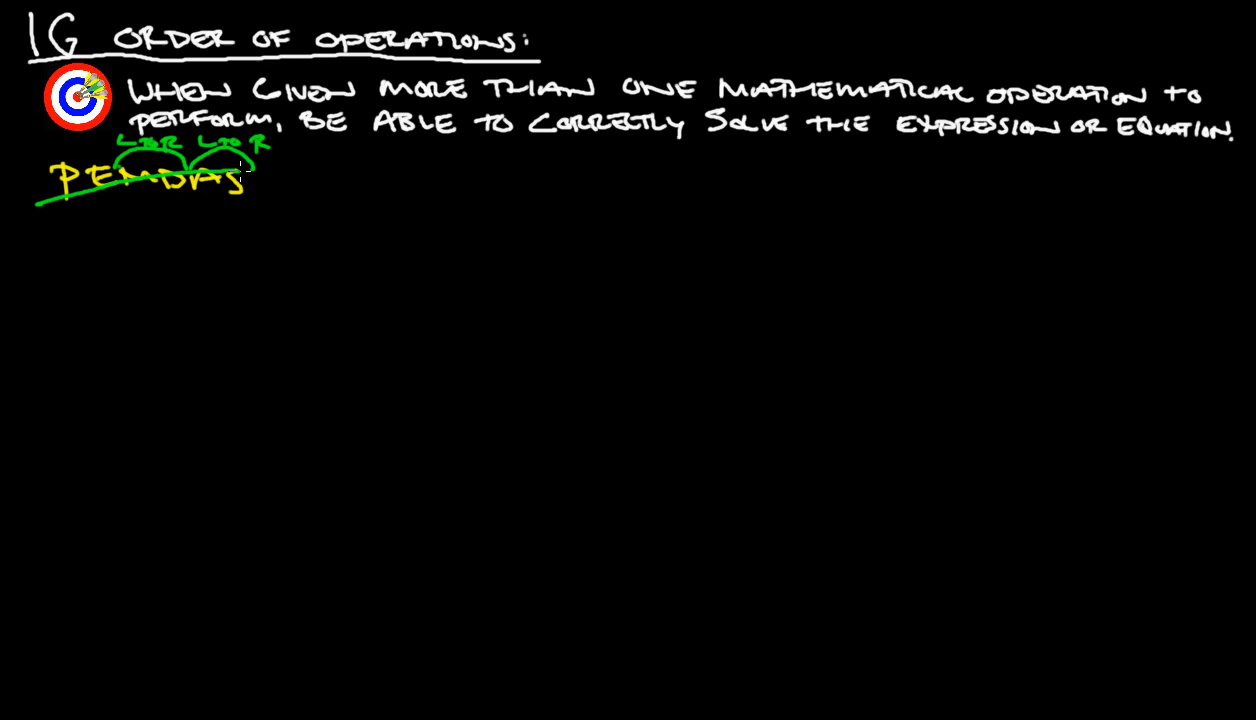 1G ORDER OF OPERATIONS:
WHEN GIVEN MORE THAN ONE MATHEMATICAL OPERATION TO
PERFORM, BE ABLE TO CORRECTLY SOLVE THE EXPRESSION OR EQUATION.
L TO R L TO R
PEMDAS